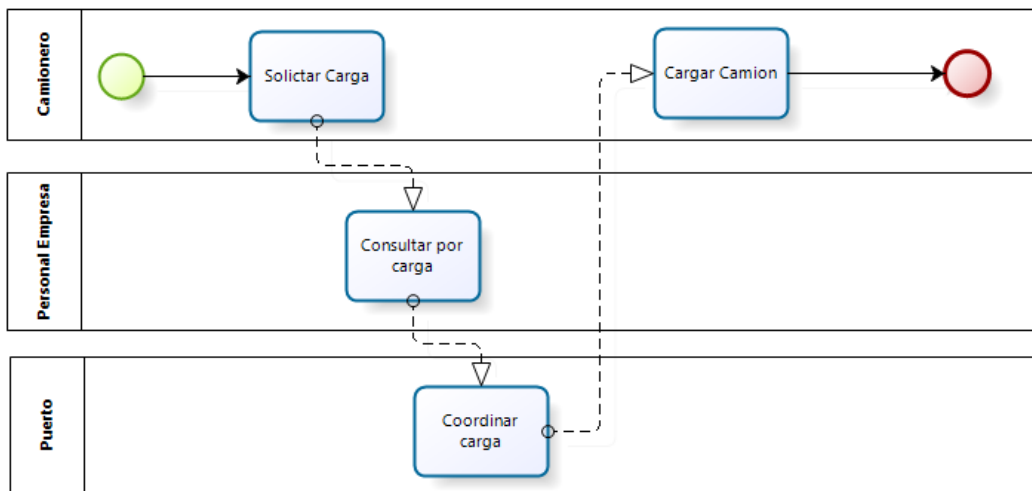 Camionero
Solictar Carga
Cargar Camion
Personal Empresa
Consultar por
carga
Puerto
Coordinar
carga